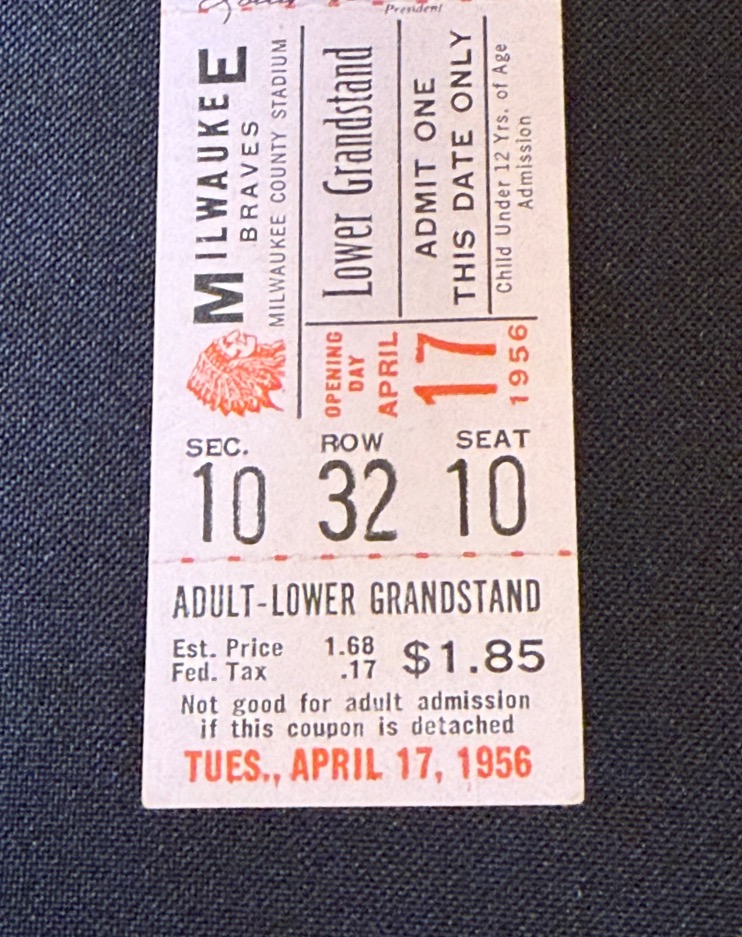 President
MILWAUKEE
BRAVES
MILWAUKEE COUNTY STADIUM
Lower Grandstand
ADMIT ONE
THIS DATE ONLY
Child Under 12 Yrs. of Age
Admission
OPENING
DAY
APRIL
17
1956
SEC. ROW SEAT
10 32 10
ADULT-LOWER GRANDSTAND
Est. Price 1.68
Fed. Tax .17
$1.85
Not good for adult admission
if this coupon is detached
TUES., APRIL 17, 1956